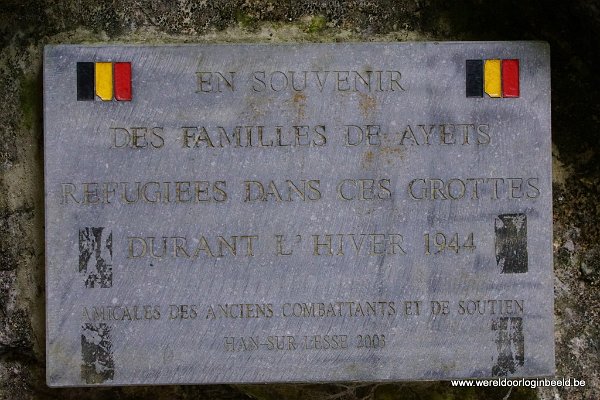 EN SOUVENIR
DES FAMILLES DE AYETS
REFUGIEES DANS CES GROTTES
DURANT L'HIVER 1944
AMICALES DES ANCIENS COMBATTANTS ET DE SOUTIEN
HAN-SUR-LESSE 2003
www.wereldoorloginbeeld.be